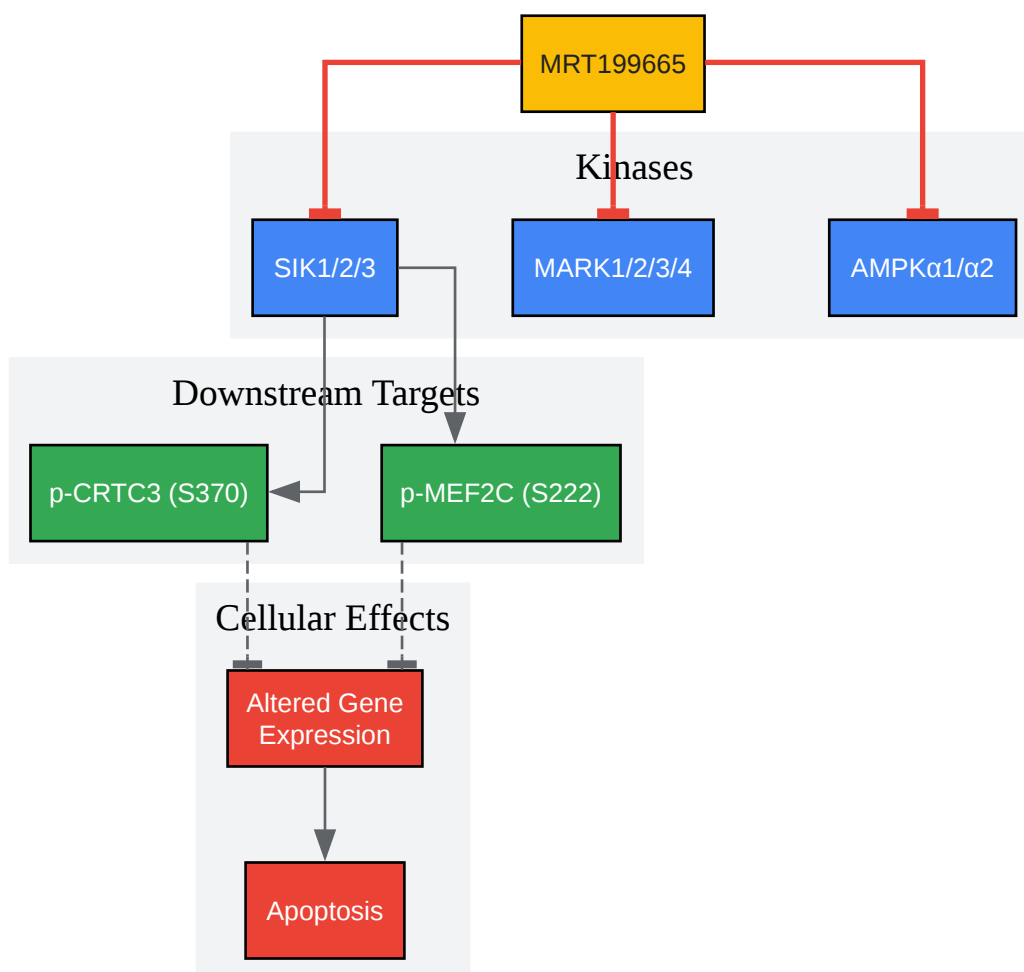 MRT199665
Kinases
SIK1/2/3
MARK1/2/3/4
AMPKα1/α2
Downstream Targets
p-CRTC3 (S370)
p-MEF2C (S222)
Cellular Effects
Altered Gene
Expression
Apoptosis